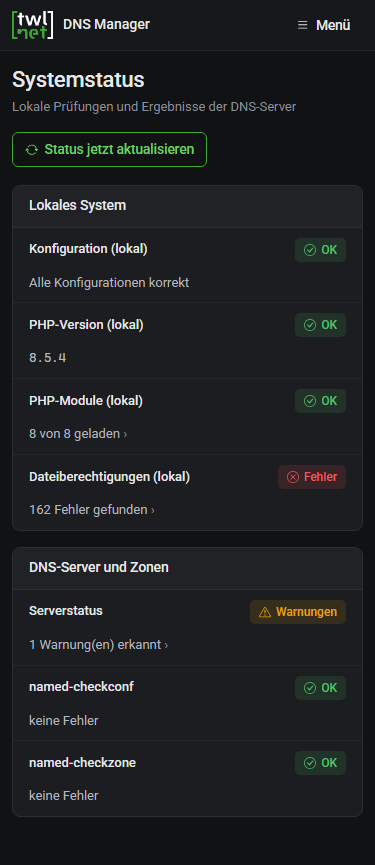 twl
net
DNS Manager
Menü
Systemstatus
Lokale Prüfungen und Ergebnisse der DNS-Server
Status jetzt aktualisieren
Lokales System
Konfiguration (lokal)
OK
Alle Konfigurationen korrekt
PHP-Version (lokal)
OK
8.5.4
PHP-Module (lokal)
OK
8 von 8 geladen ›
Dateiberechtigungen (lokal)
Fehler
162 Fehler gefunden ›
DNS-Server und Zonen
Serverstatus
Warnungen
1 Warnung(en) erkannt ›
named-checkconf
OK
keine Fehler
named-checkzone
OK
keine Fehler